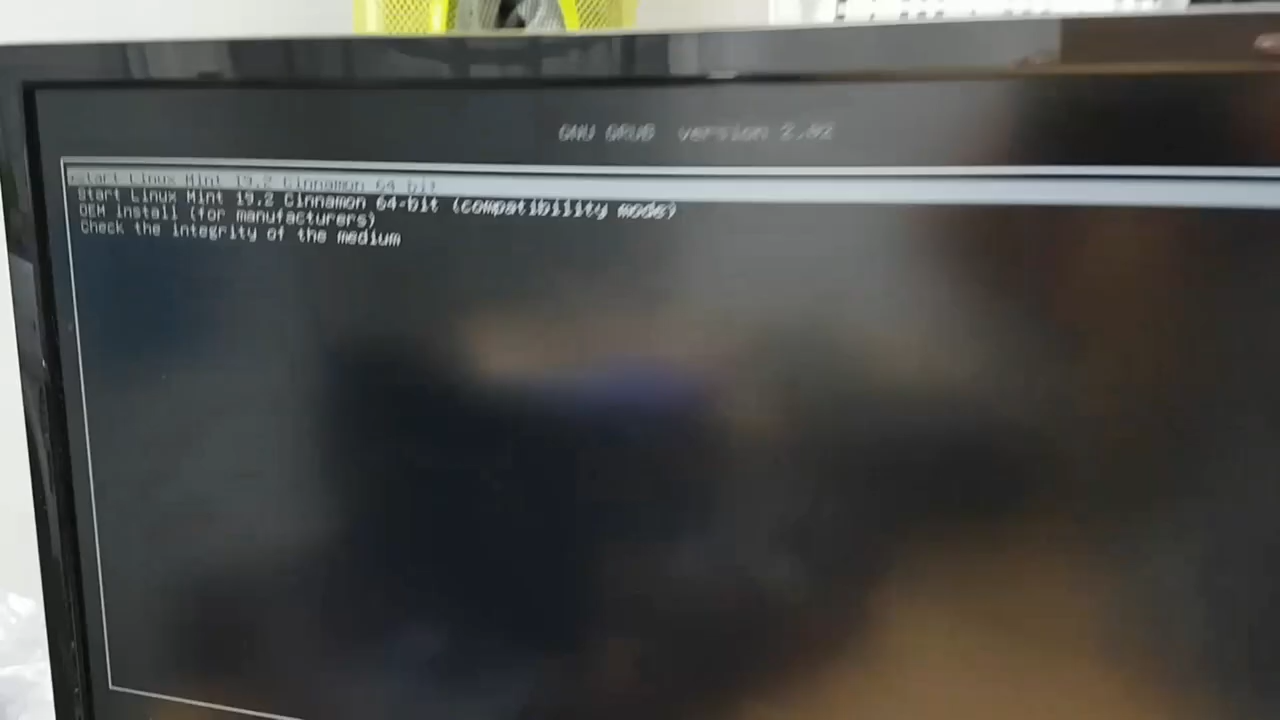 GNU GRUB version 2.02
Start Linux Mint 19.2 Cinnamon 64-bit
Start Linux Mint 19.2 Cinnamon 64-bit (compatibility mode)
OEM install (for manufacturers)
Check the integrity of the medium